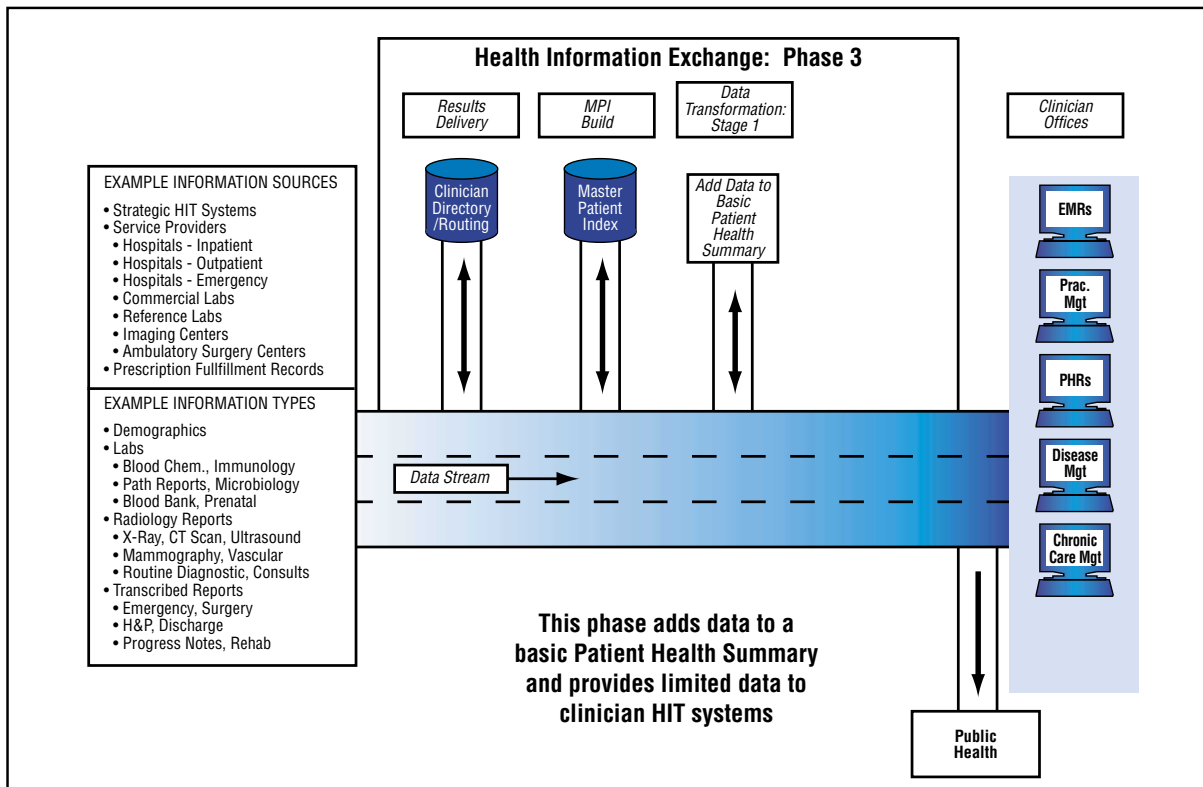 Health Information Exchange: Phase 3
Results
Delivery
MPI
Build
Data
Transformation:
Stage 1
Clinician
Offices
Clinician
Directory
/Routing
Master
Patient
Index
Add Data to
Basic
Patient
Health
Summary
EXAMPLE INFORMATION SOURCES
• Strategic HIT Systems
• Service Providers
• Hospitals - Inpatient
• Hospitals - Outpatient
• Hospitals - Emergency
• Commercial Labs
• Reference Labs
• Imaging Centers
• Ambulatory Surgery Centers
• Prescription Fullfillment Records
EXAMPLE INFORMATION TYPES
• Demographics
• Labs
• Blood Chem., Immunology
• Path Reports, Microbiology
• Blood Bank, Prenatal
• Radiology Reports
• X-Ray, CT Scan, Ultrasound
• Mammography, Vascular
• Routine Diagnostic, Consults
• Transcribed Reports
• Emergency, Surgery
• H&P, Discharge
• Progress Notes, Rehab
Data Stream
EMRs
Prac.
Mgt
PHRs
Disease
Mgt
Chronic
Care Mgt
This phase adds data to a
basic Patient Health Summary
and provides limited data to
clinician HIT systems
Public
Health